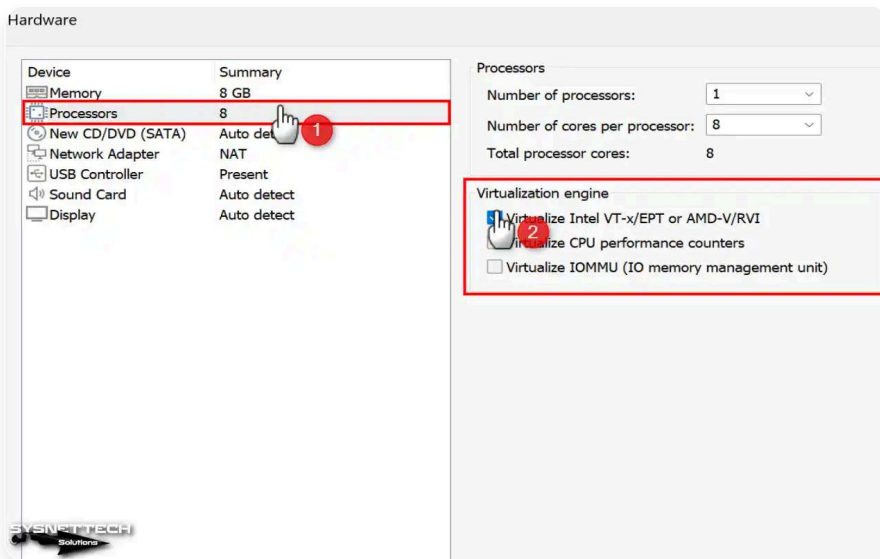 Hardware
Device Summary
Memory 8 GB
Processors 8
1
New CD/DVD (SATA) Auto det
Network Adapter NAT
USB Controller Present
Sound Card Auto detect
Display Auto detect
Processors
Number of processors: 1
Number of cores per processor: 8
Total processor cores: 8
Virtualization engine
Virtualize Intel VT-x/EPT or AMD-V/RVI
2
Virtualize CPU performance counters
Virtualize IOMMU (IO memory management unit)
SYSNETTECH
Solutions